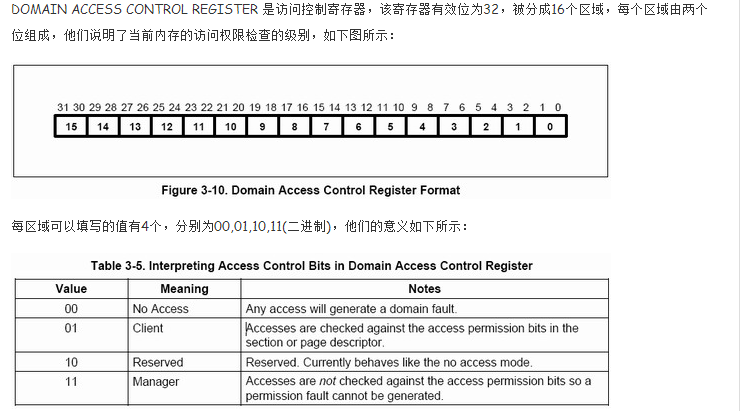 DOMAIN ACCESS CONTROL REGISTER 是访问控制寄存器，该寄存器有效位为32，被分成16个区域，每个区域由两个
位组成，他们说明了当前内存的访问权限检查的级别，如下图所示：
31 30 29 28 27 26 25 24 23 22 21 20 19 18 17 16 15 14 13 12 11 10 9 8 7 6 5 4 3 2 1 0
15 14 13 12 11 10 9 8 7 6 5 4 3 2 1 0
Figure 3-10. Domain Access Control Register Format
每区域可以填写的值有4个，分别为00,01,10,11(二进制)，他们的意义如下所示：
Table 3-5. Interpreting Access Control Bits in Domain Access Control Register
Value Meaning Notes
00 No Access Any access will generate a domain fault.
01 Client Accesses are checked against the access permission bits in the
section or page descriptor.
10 Reserved Reserved. Currently behaves like the no access mode.
11 Manager Accesses are not checked against the access permission bits so a
permission fault cannot be generated.